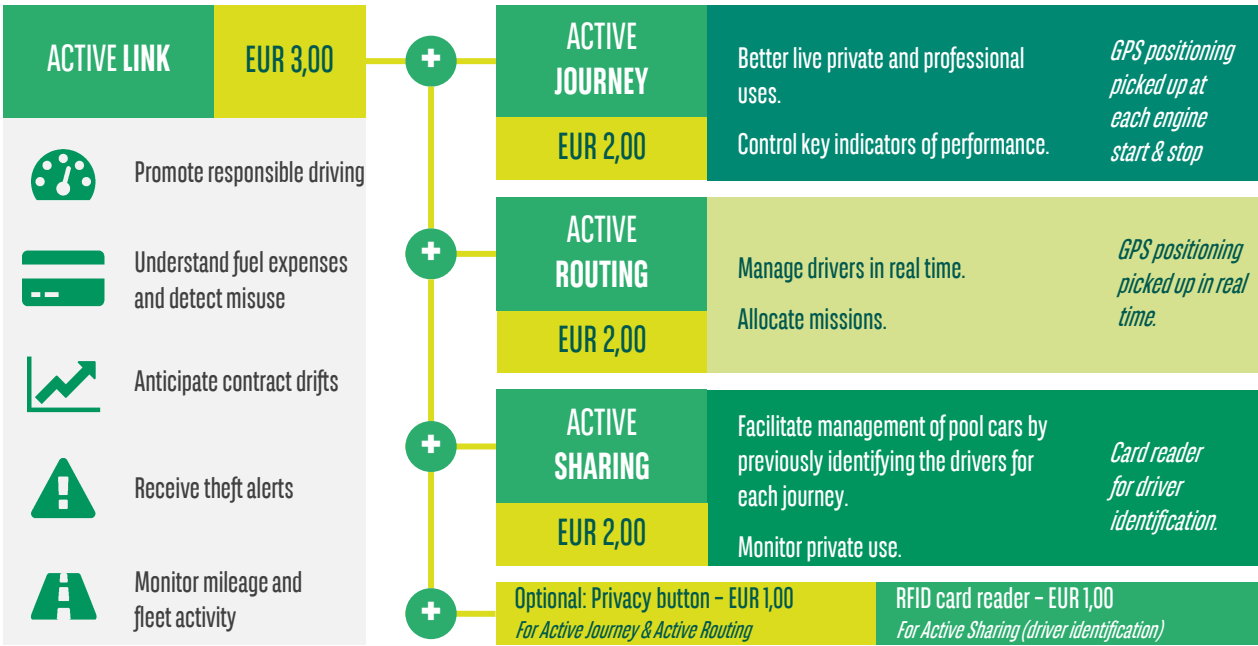 ACTIVE LINK
EUR 3,00
Promote responsible driving
Understand fuel expenses
and detect misuse
Anticipate contract drifts
Receive theft alerts
Monitor mileage and
fleet activity
+
ACTIVE
JOURNEY
EUR 2,00
Better live private and professional
uses.
Control key indicators of performance.
GPS positioning
picked up at
each engine
start & stop
+
ACTIVE
ROUTING
EUR 2,00
Manage drivers in real time.
Allocate missions.
GPS positioning
picked up in real
time.
+
ACTIVE
SHARING
EUR 2,00
Facilitate management of pool cars by
previously identifying the drivers for
each journey.
Monitor private use.
Card reader
for driver
identification.
+
Optional: Privacy button – EUR 1,00
For Active Journey & Active Routing
RFID card reader – EUR 1,00
For Active Sharing (driver identification)